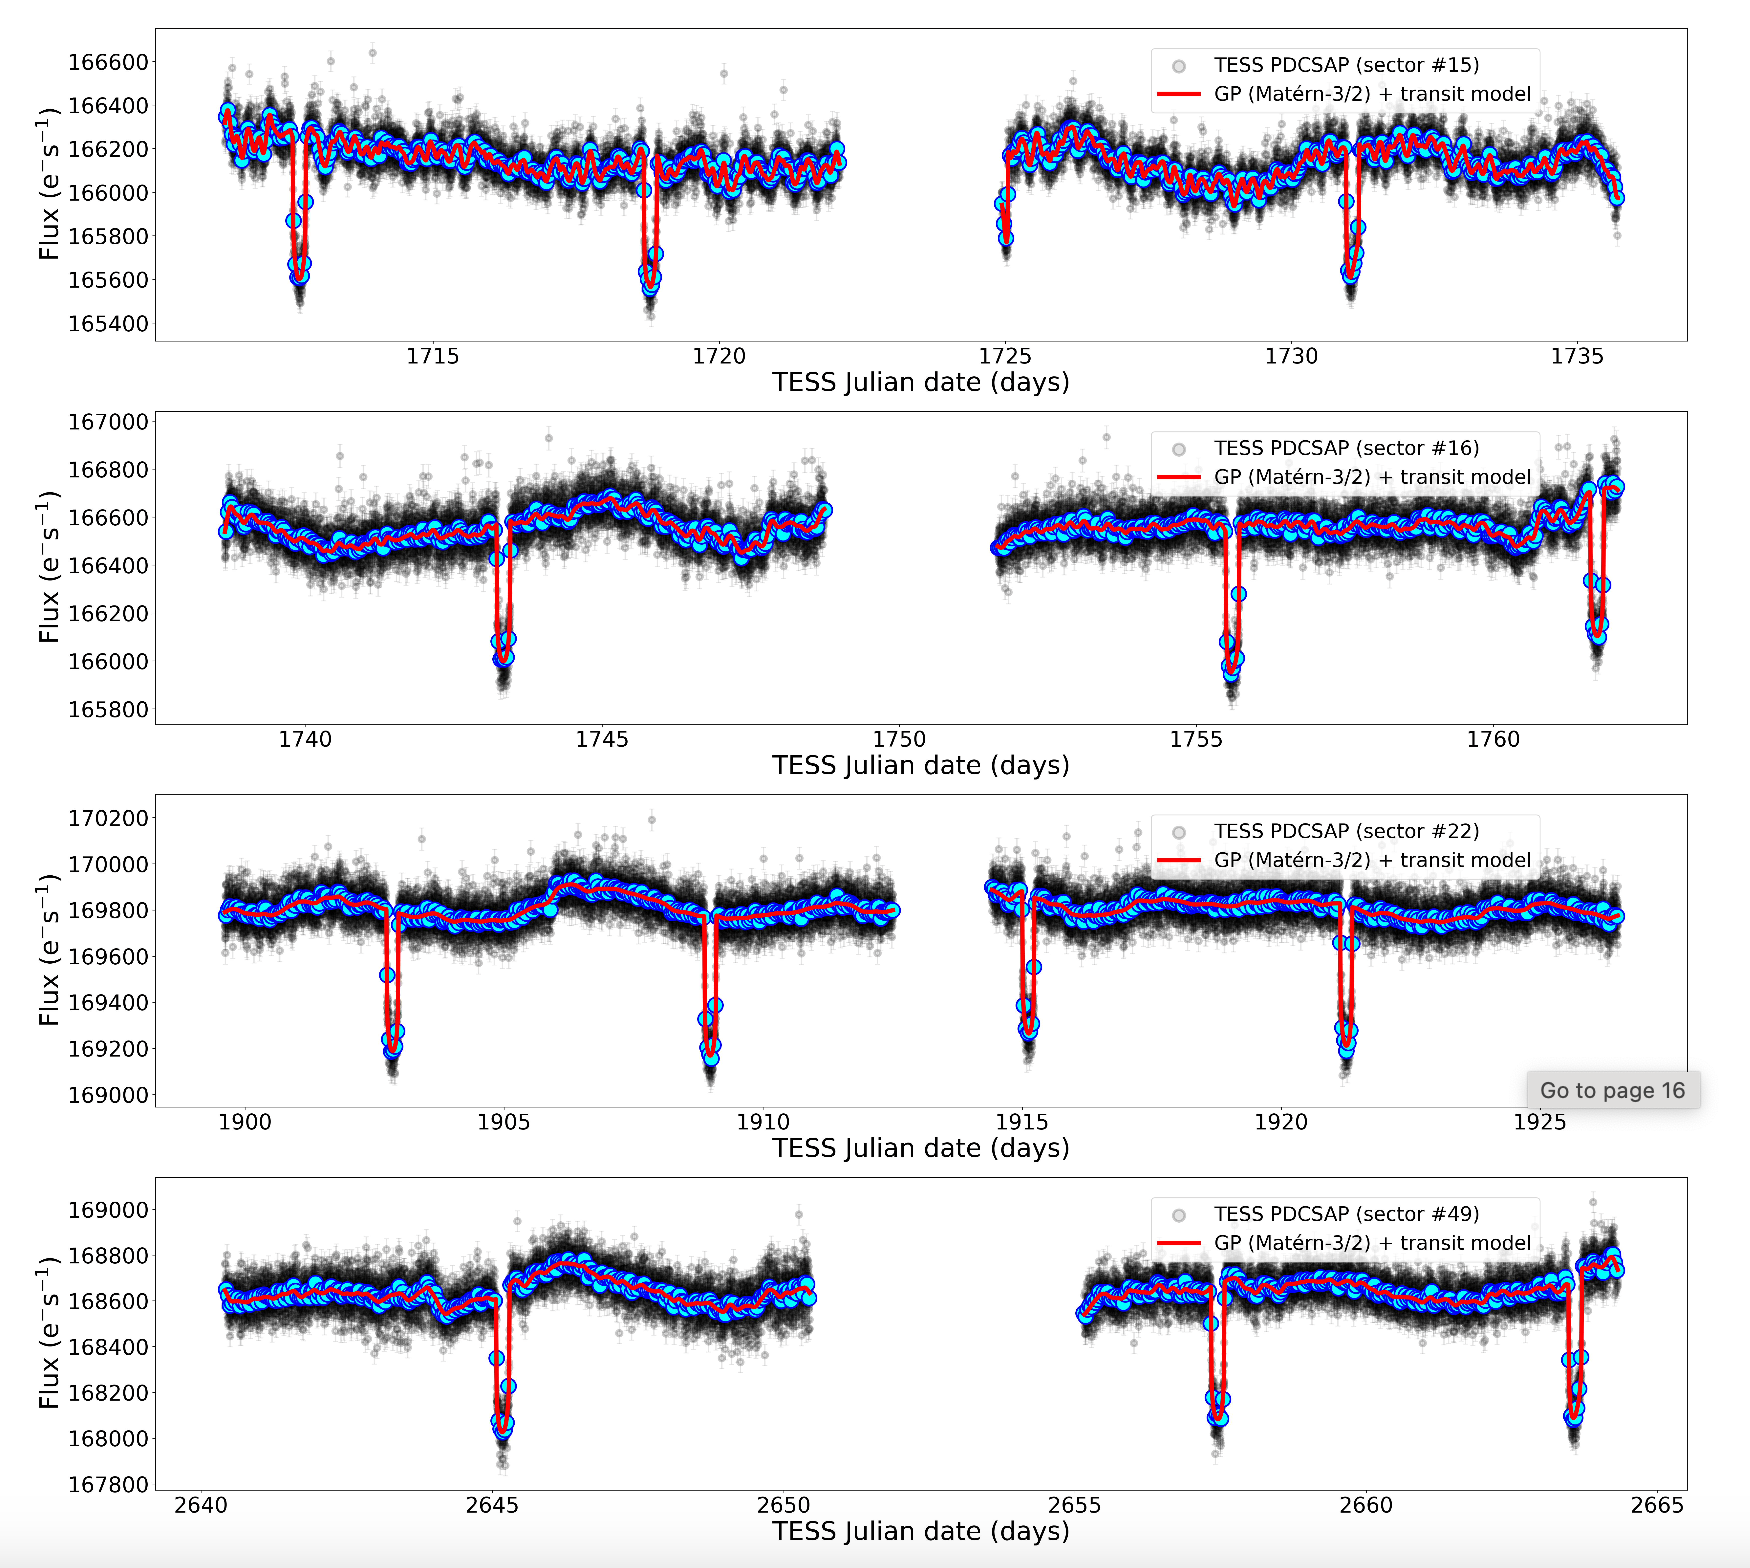 166600
166400
166200
166000
165800
165600
165400
Flux (e⁻s⁻¹)
TESS PDCSAP (sector #15)
GP (Matérn-3/2) + transit model
1715 1720 1725 1730 1735
TESS Julian date (days)
167000
166800
166600
166400
166200
166000
165800
Flux (e⁻s⁻¹)
TESS PDCSAP (sector #16)
GP (Matérn-3/2) + transit model
1740 1745 1750 1755 1760
TESS Julian date (days)
170200
170000
169800
169600
169400
169200
169000
Flux (e⁻s⁻¹)
TESS PDCSAP (sector #22)
GP (Matérn-3/2) + transit model
Go to page 16
1900 1905 1910 1915 1920 1925
TESS Julian date (days)
169000
168800
168600
168400
168200
168000
167800
Flux (e⁻s⁻¹)
TESS PDCSAP (sector #49)
GP (Matérn-3/2) + transit model
2640 2645 2650 2655 2660 2665
TESS Julian date (days)